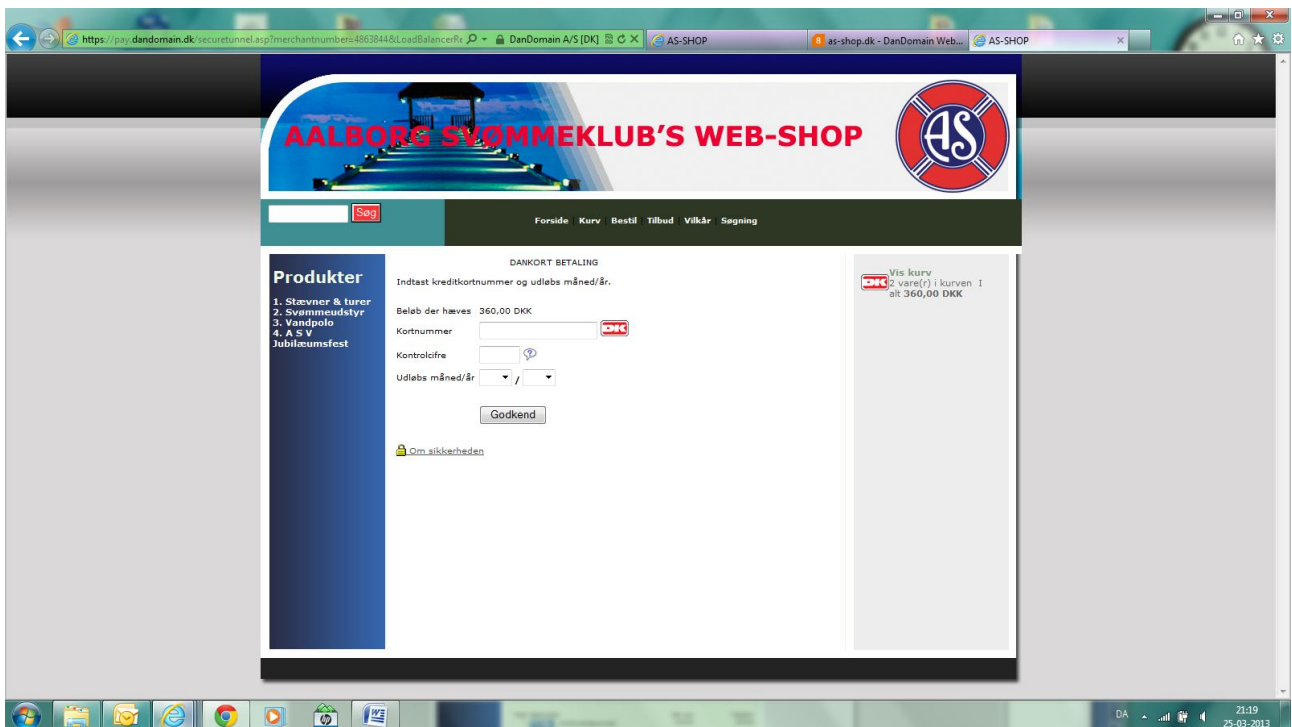 https://pay.dandomain.dk/securetunnel.asp?merchantnumber=4863844&LoadBalancerRe
DanDomain A/S [DK]
AS-SHOP
as-shop.dk - DanDomain Web...
AS-SHOP
AALBORG SVØMMEKLUB'S WEB-SHOP
AS
Søg
Forside Kurv Bestil Tilbud Vilkår Søgning
Produkter
1. Stævner & turer
2. Svømmeudstyr
3. Vandpolo
4. A S V
Jubilæumsfest
DANKORT BETALING
Indtast kreditkortnummer og udløbs måned/år.
Beløb der hæves 360,00 DKK
Kortnummer
DK
Kontrolcifre
Udløbs måned/år /
Godkend
Om sikkerheden
DK
Vis kurv
2 vare(r) i kurven I
alt 360,00 DKK
DA
21:19
25-03-2013